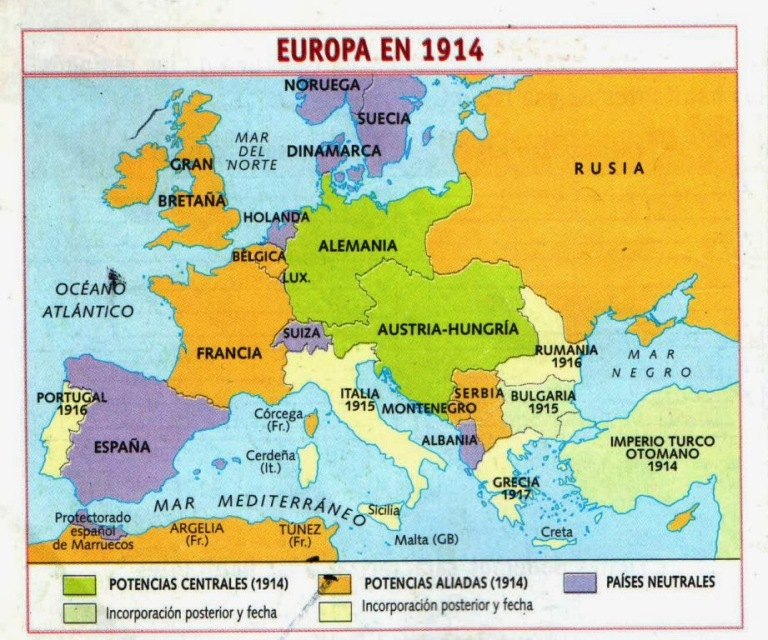 EUROPA EN 1914
NORUEGA
SUECIA
MAR
DEL
NORTE
DINAMARCA
RUSIA
GRAN
BRETAÑA
HOLANDA
ALEMANIA
BÉLGICA
LUX.
OCÉANO
ATLÁNTICO
AUSTRIA-HUNGRÍA
SUIZA
FRANCIA
RUMANIA
1916
MAR
NEGRO
PORTUGAL
1916
ITALIA
1915
SERBIA
BULGARIA
1915
MONTENEGRO
Córcega
(Fr.)
ALBANIA
IMPERIO TURCO
OTOMANO
1914
ESPAÑA
Cerdeña
(It.)
GRECIA
1917
MAR MEDITERRÁNEO
Sicilia
Protectorado
español
de Marruecos
ARGELIA
(Fr.)
TÚNEZ
(Fr.)
Malta (GB)
Creta
POTENCIAS CENTRALES (1914)
POTENCIAS ALIADAS (1914)
PAÍSES NEUTRALES
Incorporación posterior y fecha
Incorporación posterior y fecha